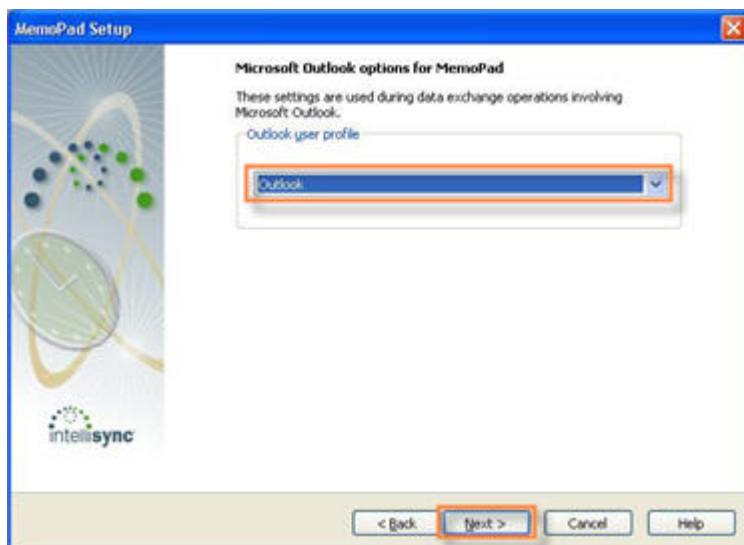 MemoPad Setup
Microsoft Outlook options for MemoPad
These settings are used during data exchange operations involving
Microsoft Outlook.
Outlook user profile
Outlook
intellisync
< Back
Next >
Cancel
Help